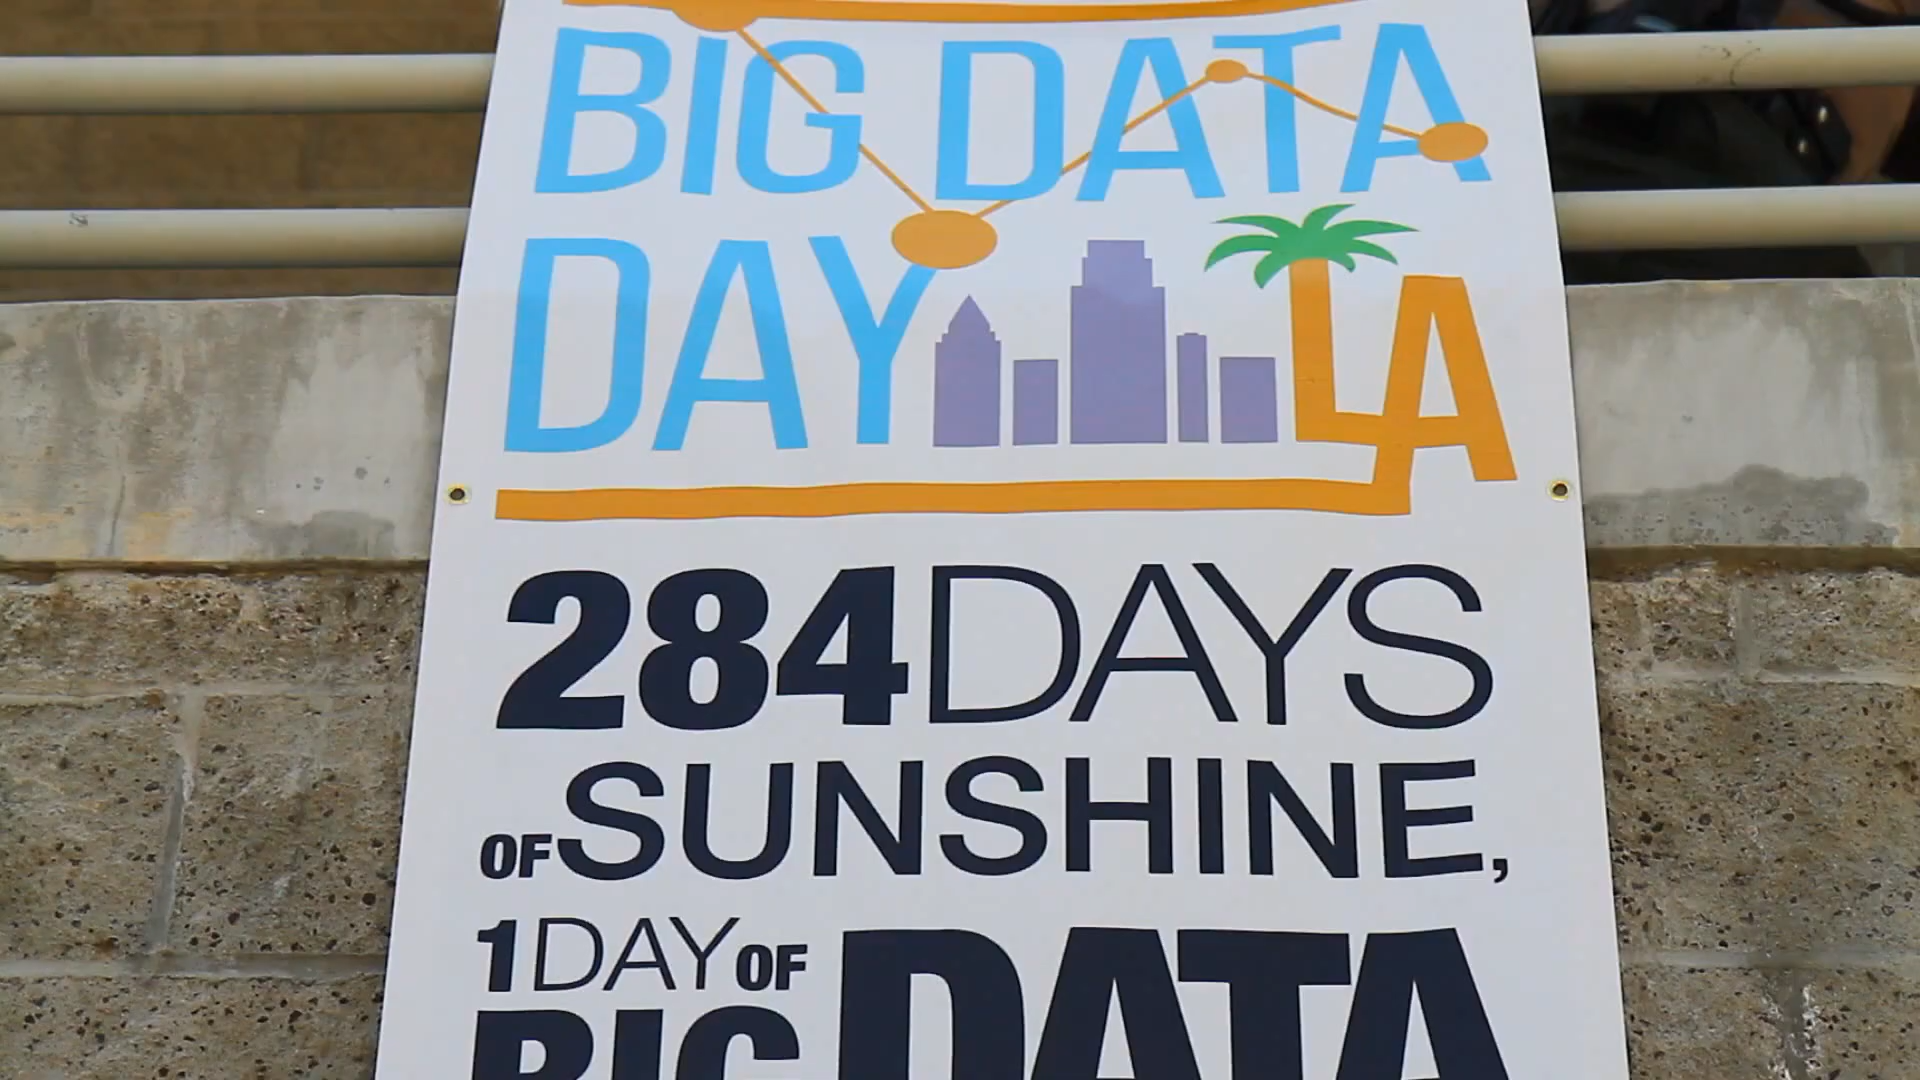 BIG DATA
DAY LA
284 DAYS
OF SUNSHINE,
1 DAY OF
BIG DATA